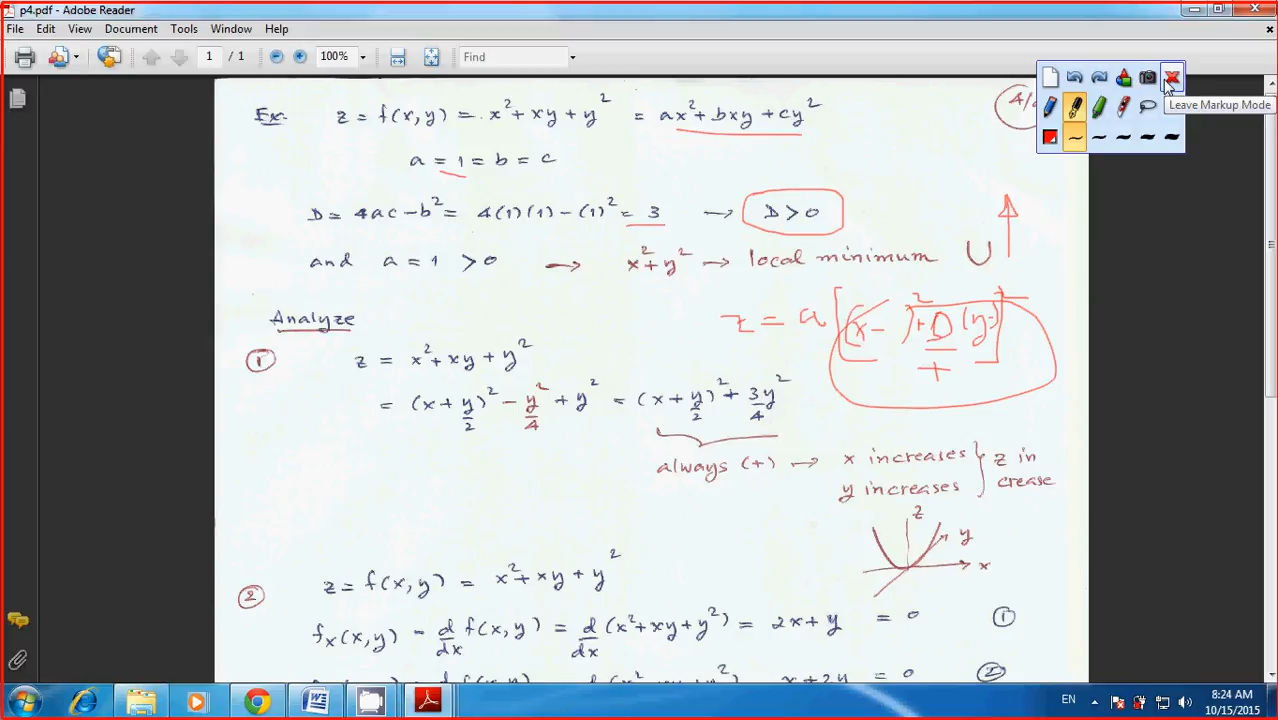 p4.pdf - Adobe Reader
File Edit View Document Tools Window Help
1 / 1 100% Find
Leave Markup Mode
Ex. z = f(x,y) = x² + xy + y² = ax² + bxy + cy²
a = 1 = b = c
D = 4ac - b² = 4(1)(1) - (1)² = 3 → D > 0
and a = 1 > 0 → x² + y² → local minimum ∪
Analyze
z = a[(x- )² + D(y-)²]
+
① z = x² + xy + y²
= (x + y/2)² - y²/4 + y² = (x + y/2)² + 3y²/4
always (+) → x increases } z in
y increases } crease
z
y
x
② z = f(x,y) = x² + xy + y²
fx(x,y) - d/dx f(x,y) = d/dx (x² + xy + y²) = 2x + y = 0 ①
x + 2y = 0 ②
EN 8:24 AM
10/15/2015